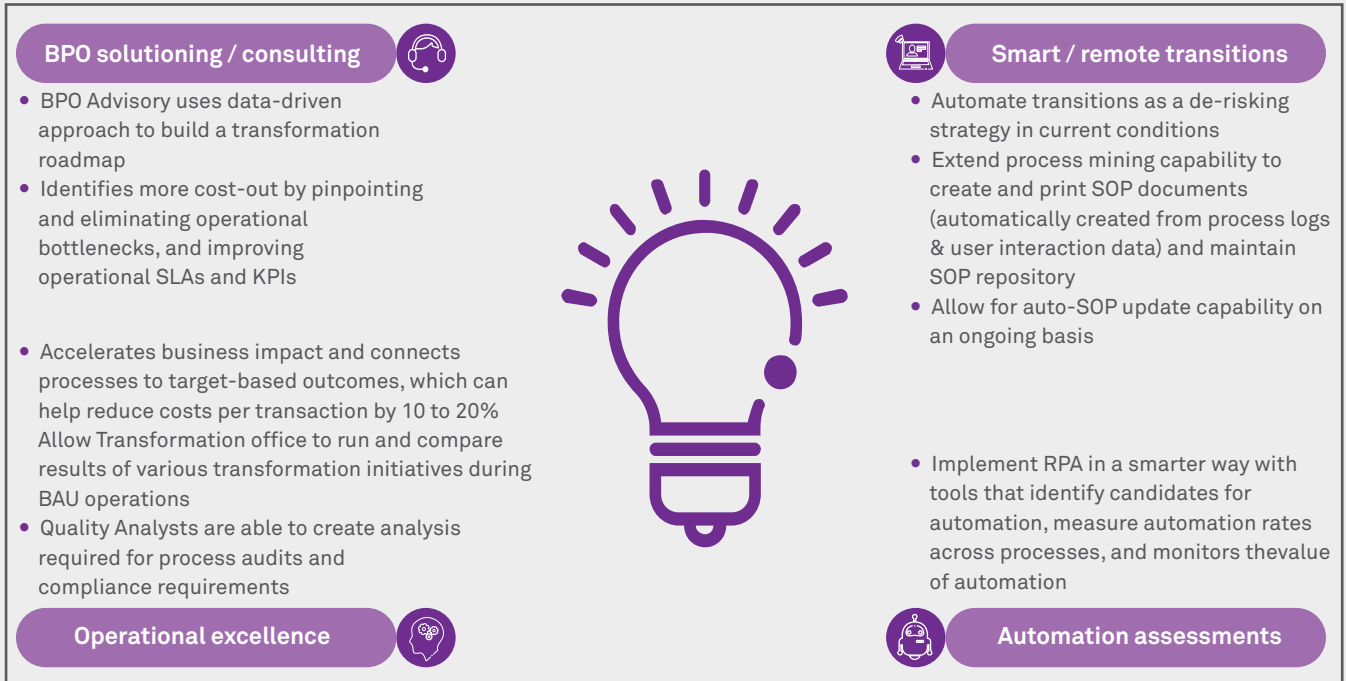 BPO solutioning / consulting
• BPO Advisory uses data-driven
approach to build a transformation
roadmap
• Identifies more cost-out by pinpointing
and eliminating operational
bottlenecks, and improving
operational SLAs and KPIs
• Accelerates business impact and connects
processes to target-based outcomes, which can
help reduce costs per transaction by 10 to 20%
Allow Transformation office to run and compare
results of various transformation initiatives during
BAU operations
• Quality Analysts are able to create analysis
required for process audits and
compliance requirements
Operational excellence
Smart / remote transitions
• Automate transitions as a de-risking
strategy in current conditions
• Extend process mining capability to
create and print SOP documents
(automatically created from process logs
& user interaction data) and maintain
SOP repository
• Allow for auto-SOP update capability on
an ongoing basis
• Implement RPA in a smarter way with
tools that identify candidates for
automation, measure automation rates
across processes, and monitors thevalue
of automation
Automation assessments